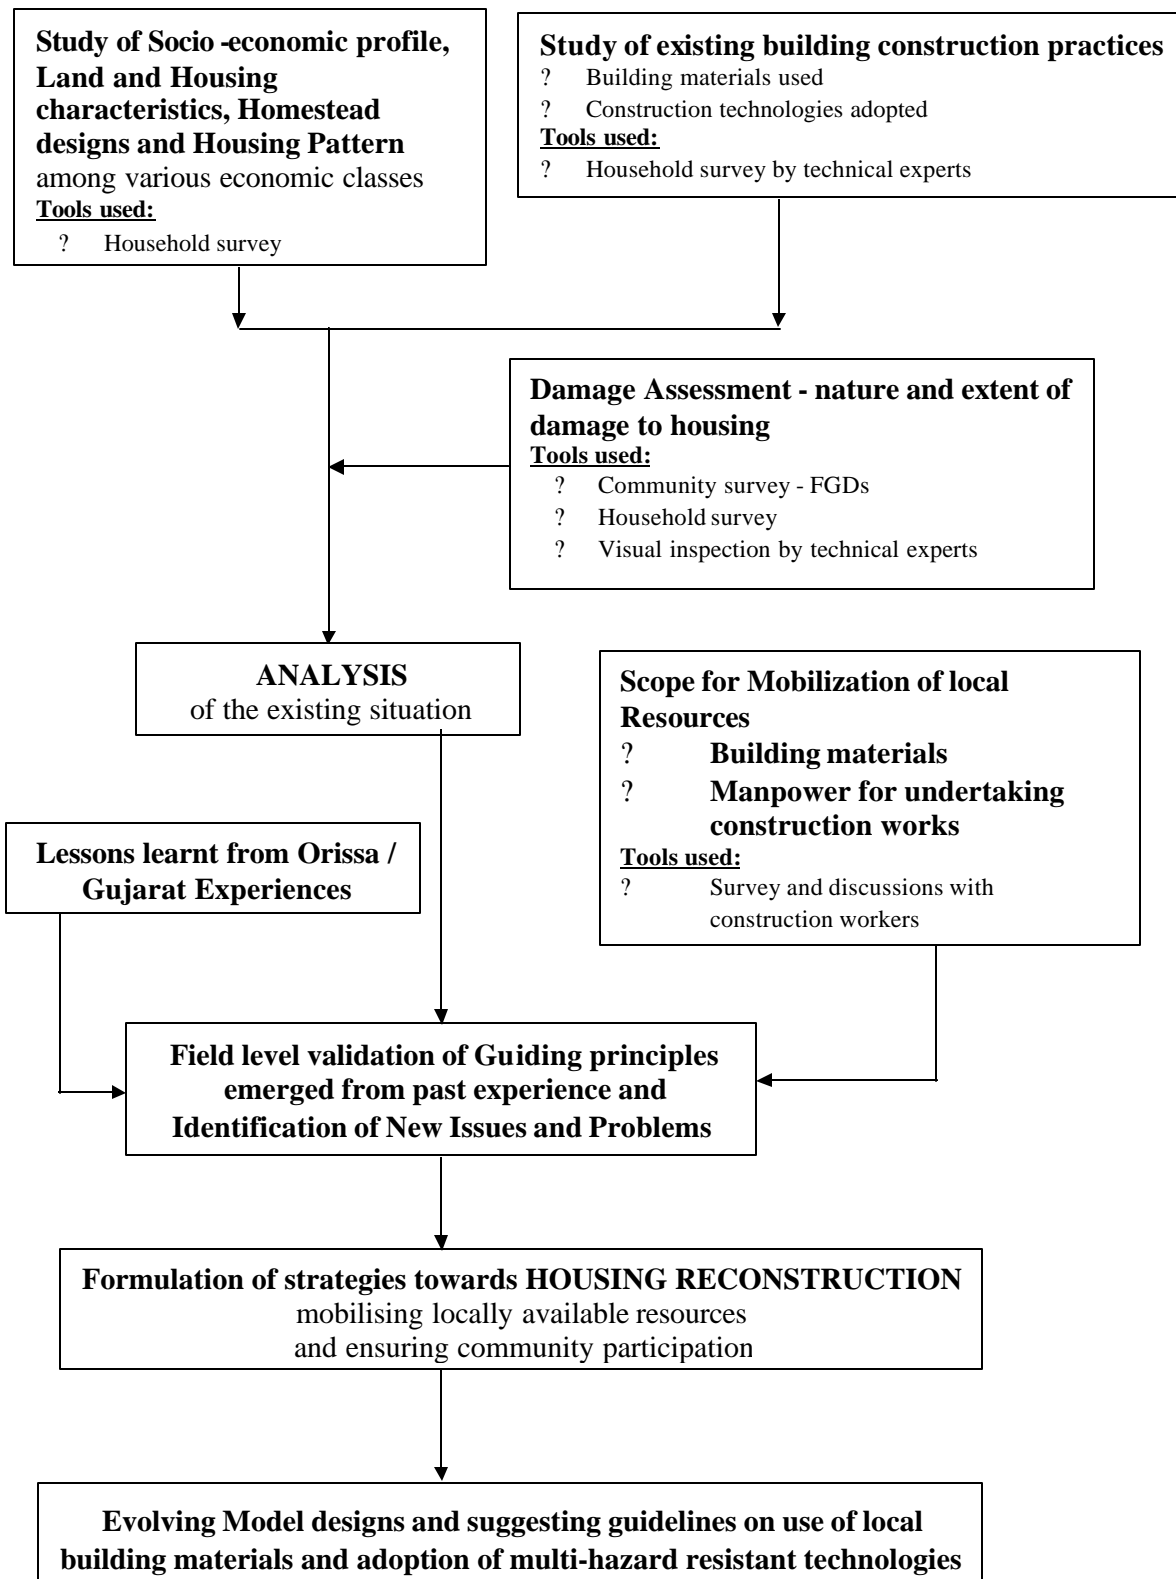 Study of Socio -economic profile,
Land and Housing
characteristics, Homestead
designs and Housing Pattern
among various economic classes
Tools used:
? Household survey
Study of existing building construction practices
? Building materials used
? Construction technologies adopted
Tools used:
? Household survey by technical experts
Damage Assessment - nature and extent of
damage to housing
Tools used:
? Community survey - FGDs
? Household survey
? Visual inspection by technical experts
ANALYSIS
of the existing situation
Scope for Mobilization of local
Resources
? Building materials
? Manpower for undertaking
construction works
Tools used:
? Survey and discussions with
construction workers
Lessons learnt from Orissa /
Gujarat Experiences
Field level validation of Guiding principles
emerged from past experience and
Identification of New Issues and Problems
Formulation of strategies towards HOUSING RECONSTRUCTION
mobilising locally available resources
and ensuring community participation
Evolving Model designs and suggesting guidelines on use of local
building materials and adoption of multi-hazard resistant technologies